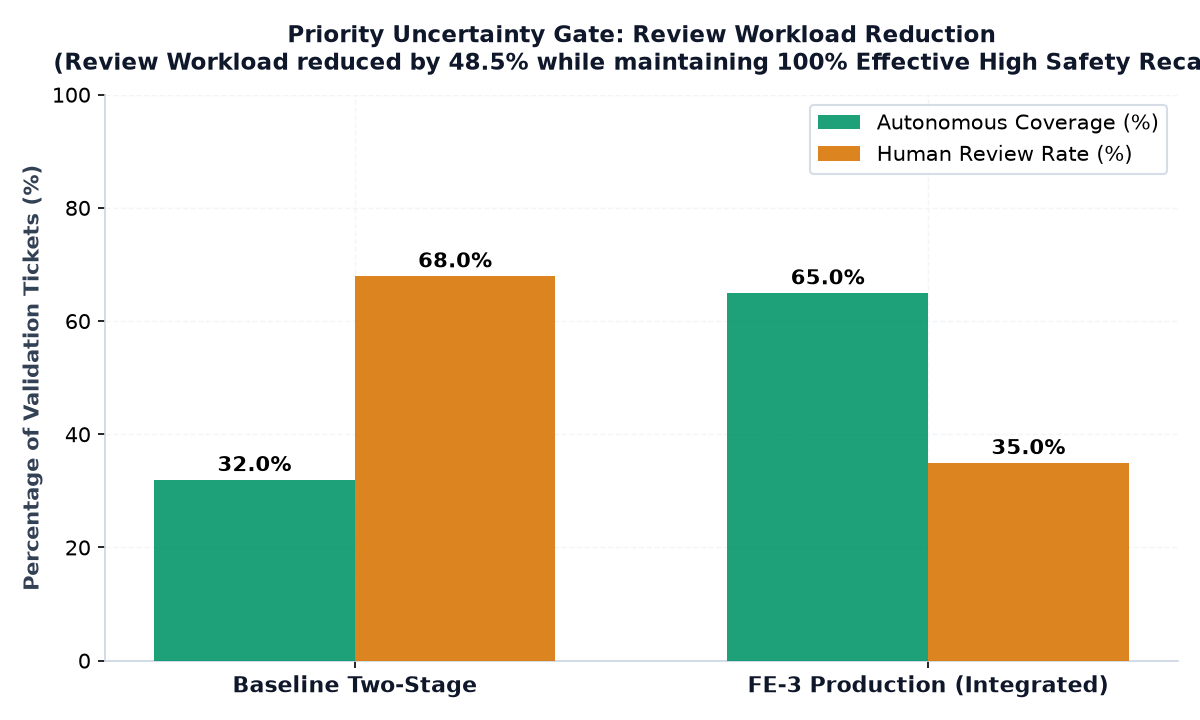 Priority Uncertainty Gate: Review Workload Reduction
(Review Workload reduced by 48.5% while maintaining 100% Effective High Safety Reca
100
80
60
40
20
0
Percentage of Validation Tickets (%)
Autonomous Coverage (%)
Human Review Rate (%)
32.0%
68.0%
65.0%
35.0%
Baseline Two-Stage
FE-3 Production (Integrated)